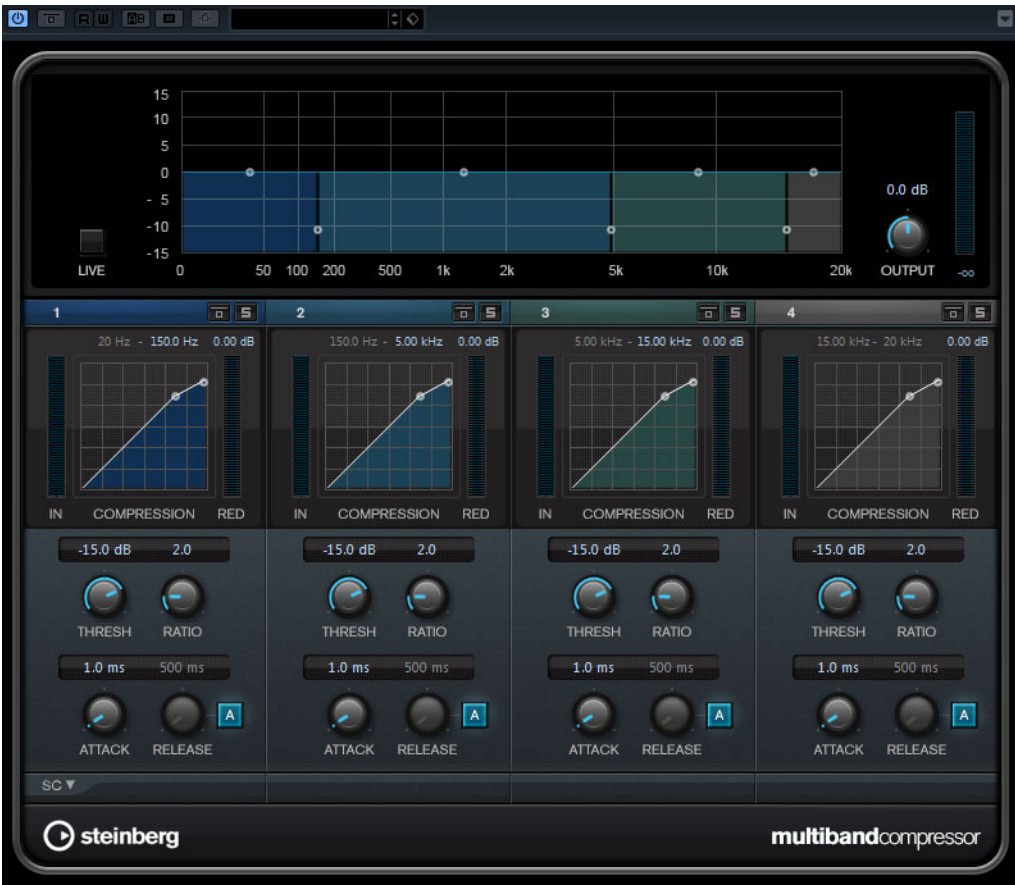 R W
15
10
5
0
- 5
-10
-15
0 50 100 200 500 1k 2k 5k 10k 20k
LIVE
0.0 dB
OUTPUT
-∞
1 S 2 S 3 S 4 S
20 Hz - 150.0 Hz 0.00 dB 150.0 Hz - 5.00 kHz 0.00 dB 5.00 kHz - 15.00 kHz 0.00 dB 15.00 kHz - 20 kHz 0.00 dB
IN COMPRESSION RED IN COMPRESSION RED IN COMPRESSION RED IN COMPRESSION RED
-15.0 dB 2.0 -15.0 dB 2.0 -15.0 dB 2.0 -15.0 dB 2.0
THRESH RATIO THRESH RATIO THRESH RATIO THRESH RATIO
1.0 ms 500 ms 1.0 ms 500 ms 1.0 ms 500 ms 1.0 ms 500 ms
A A A A
ATTACK RELEASE ATTACK RELEASE ATTACK RELEASE ATTACK RELEASE
SC ▼
steinberg
multibandcompressor